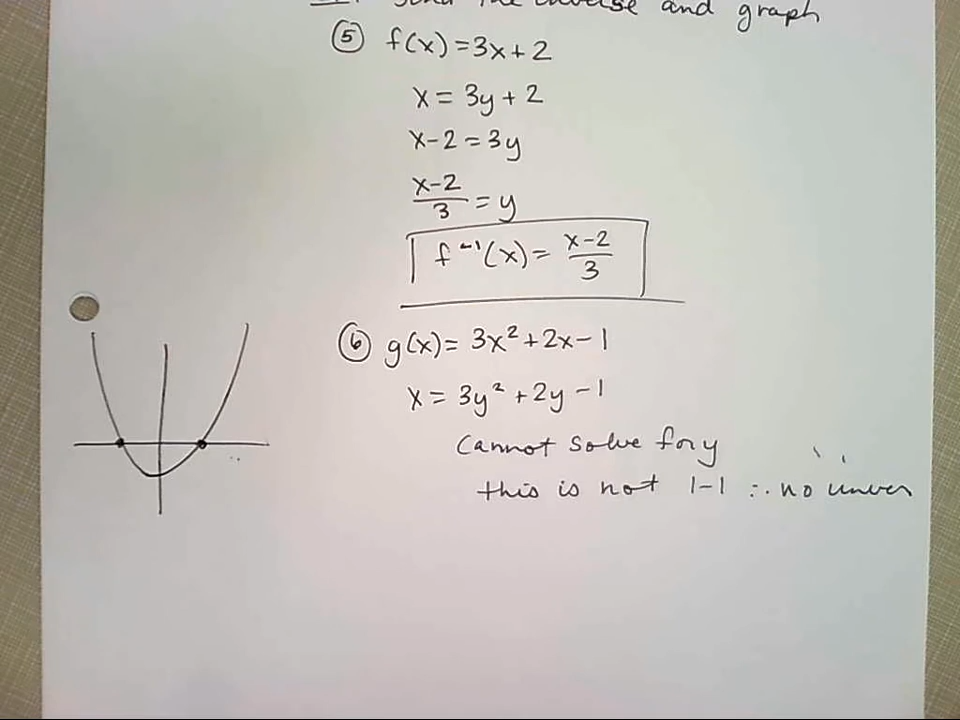 and graph
⑤ f(x) = 3x + 2
x = 3y + 2
x-2 = 3y
x-2/3 = y
f⁻¹(x) = x-2/3
⑥ g(x) = 3x² + 2x - 1
x = 3y² + 2y - 1
Cannot solve for y
this is not 1-1 ∴ no